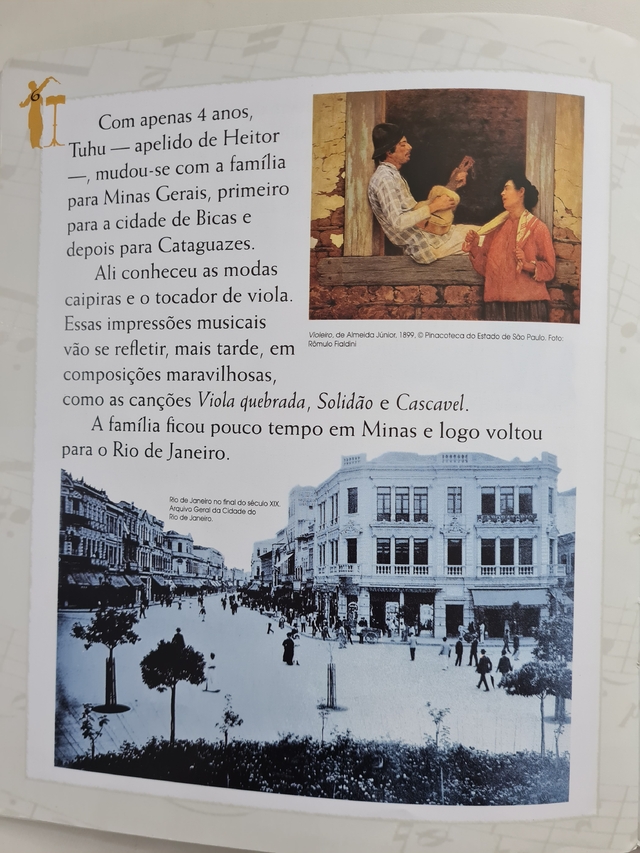 6
Com apenas 4 anos,
Tuhu — apelido de Heitor
—, mudou-se com a família
para Minas Gerais, primeiro
para a cidade de Bicas e
depois para Cataguazes.
Ali conheceu as modas
caipiras e o tocador de viola.
Essas impressões musicais
vão se refletir, mais tarde, em
composições maravilhosas,
como as canções Viola quebrada, Solidão e Cascavel.
A família ficou pouco tempo em Minas e logo voltou
para o Rio de Janeiro.
Violeiro, de Almeida Júnior, 1899, © Pinacoteca do Estado de São Paulo. Foto:
Rômulo Fialdini
Rio de Janeiro no final do século XIX.
Arquivo Geral da Cidade do
Rio de Janeiro.